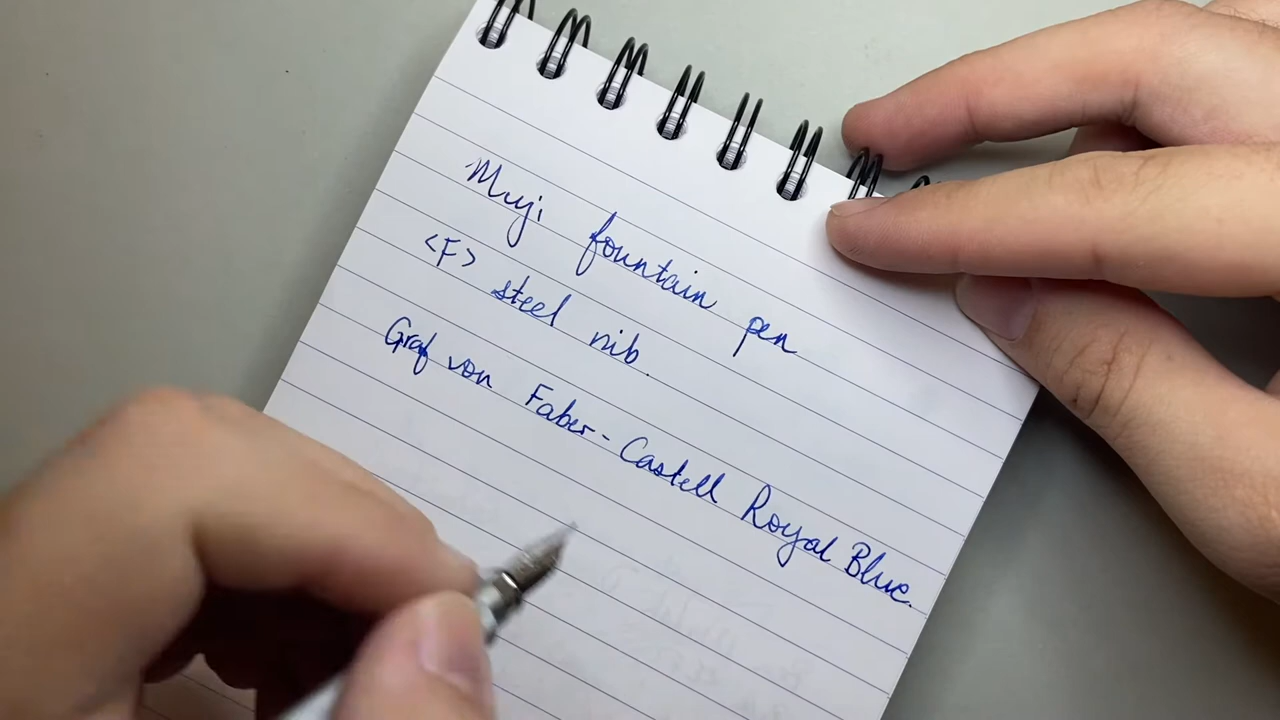 Muji fountain pen
<F> steel nib.
Graf von Faber-Castell Royal Blue.